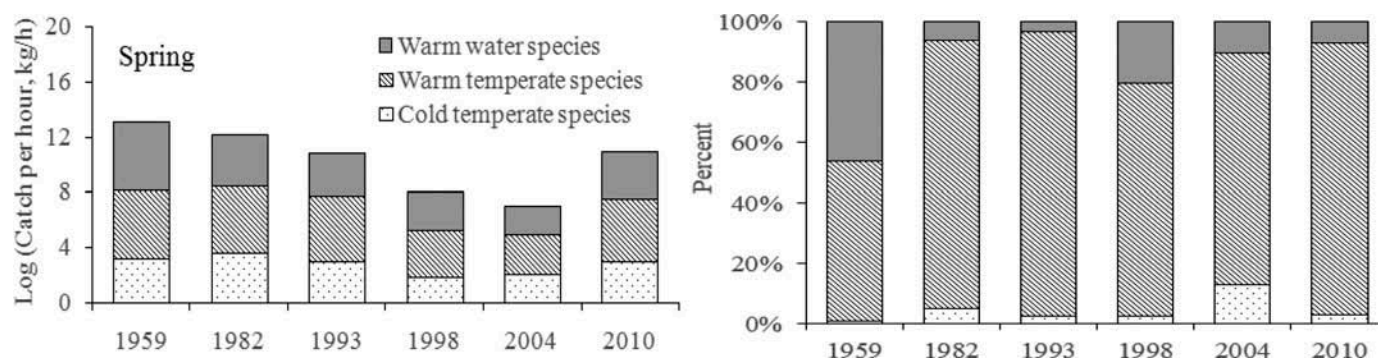 Log (Catch per hour, kg/h)
20
16
12
8
4
0
Spring
Warm water species
Warm temperate species
Cold temperate species
1959 1982 1993 1998 2004 2010
Percent
100%
80%
60%
40%
20%
0%
1959 1982 1993 1998 2004 2010